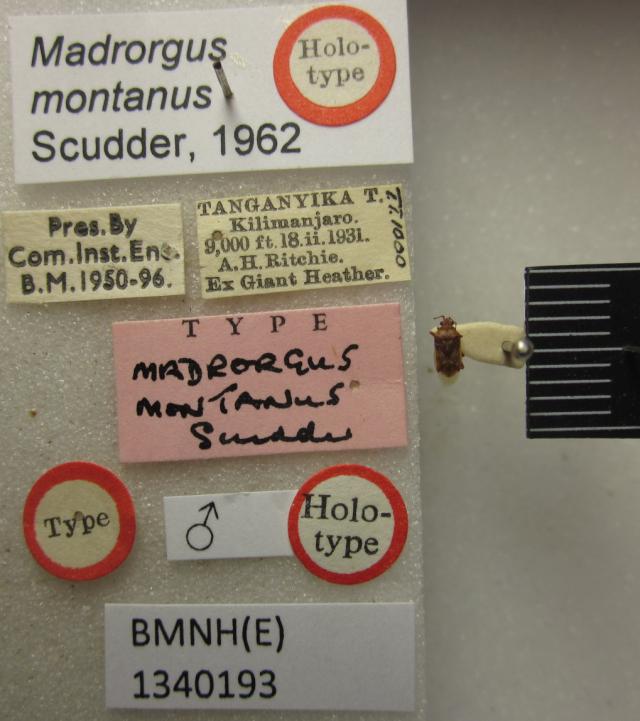 Madrorgus
montanus
Scudder, 1962
Holo-
type
Pres.By
Com.Inst.Ent.
B.M.1950-96.
TANGANYIKA T.
Kilimanjaro.
9,000 ft.18.ii.1931.
A.H.Ritchie.
Ex Giant Heather.
TYPE
MADRORGUS
MONTANUS
Scudder
Type
♂
Holo-
type
BMNH(E)
1340193